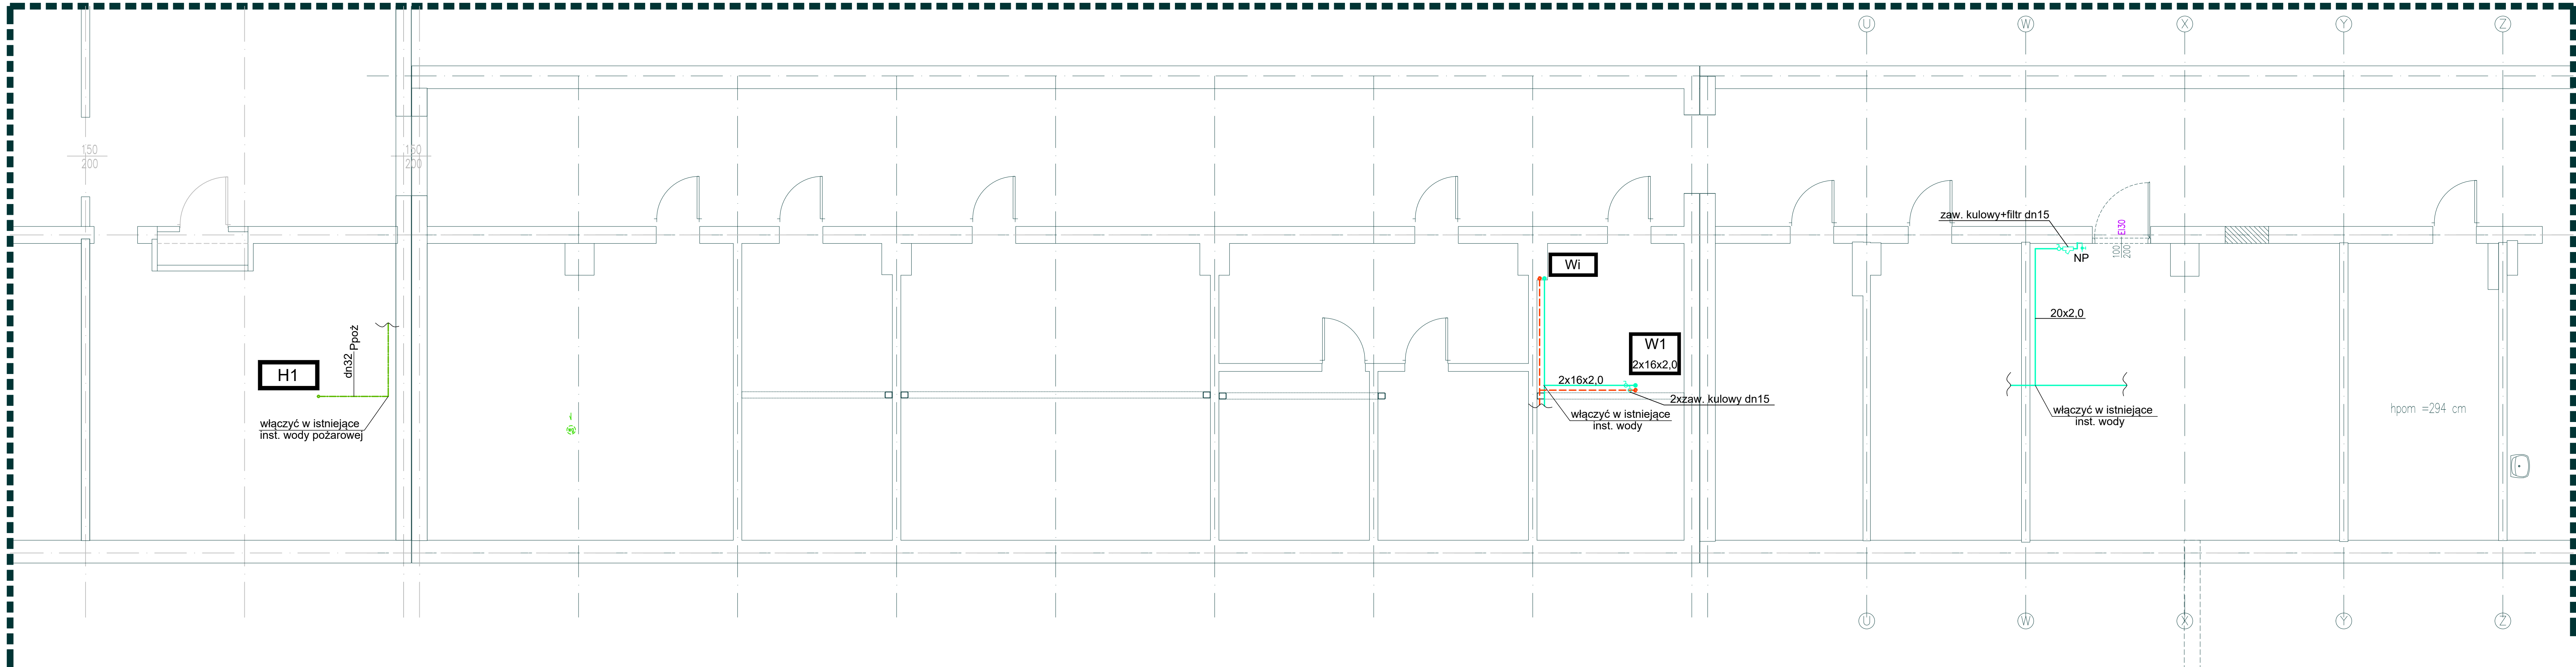 U
W
X
Y
Z
150
200
160
200
zaw. kulowy+filtr dn15
NP
EI30
100
200
Wi
20x2,0
W1
2x16x2,0
2x16x2,0
2xzaw. kulowy dn15
włączyć w istniejące
inst. wody
włączyć w istniejące
inst. wody
hpom =294 cm
dn32 Ppoż
H1
włączyć w istniejące
inst. wody pożarowej
U
W
X
Y
Z